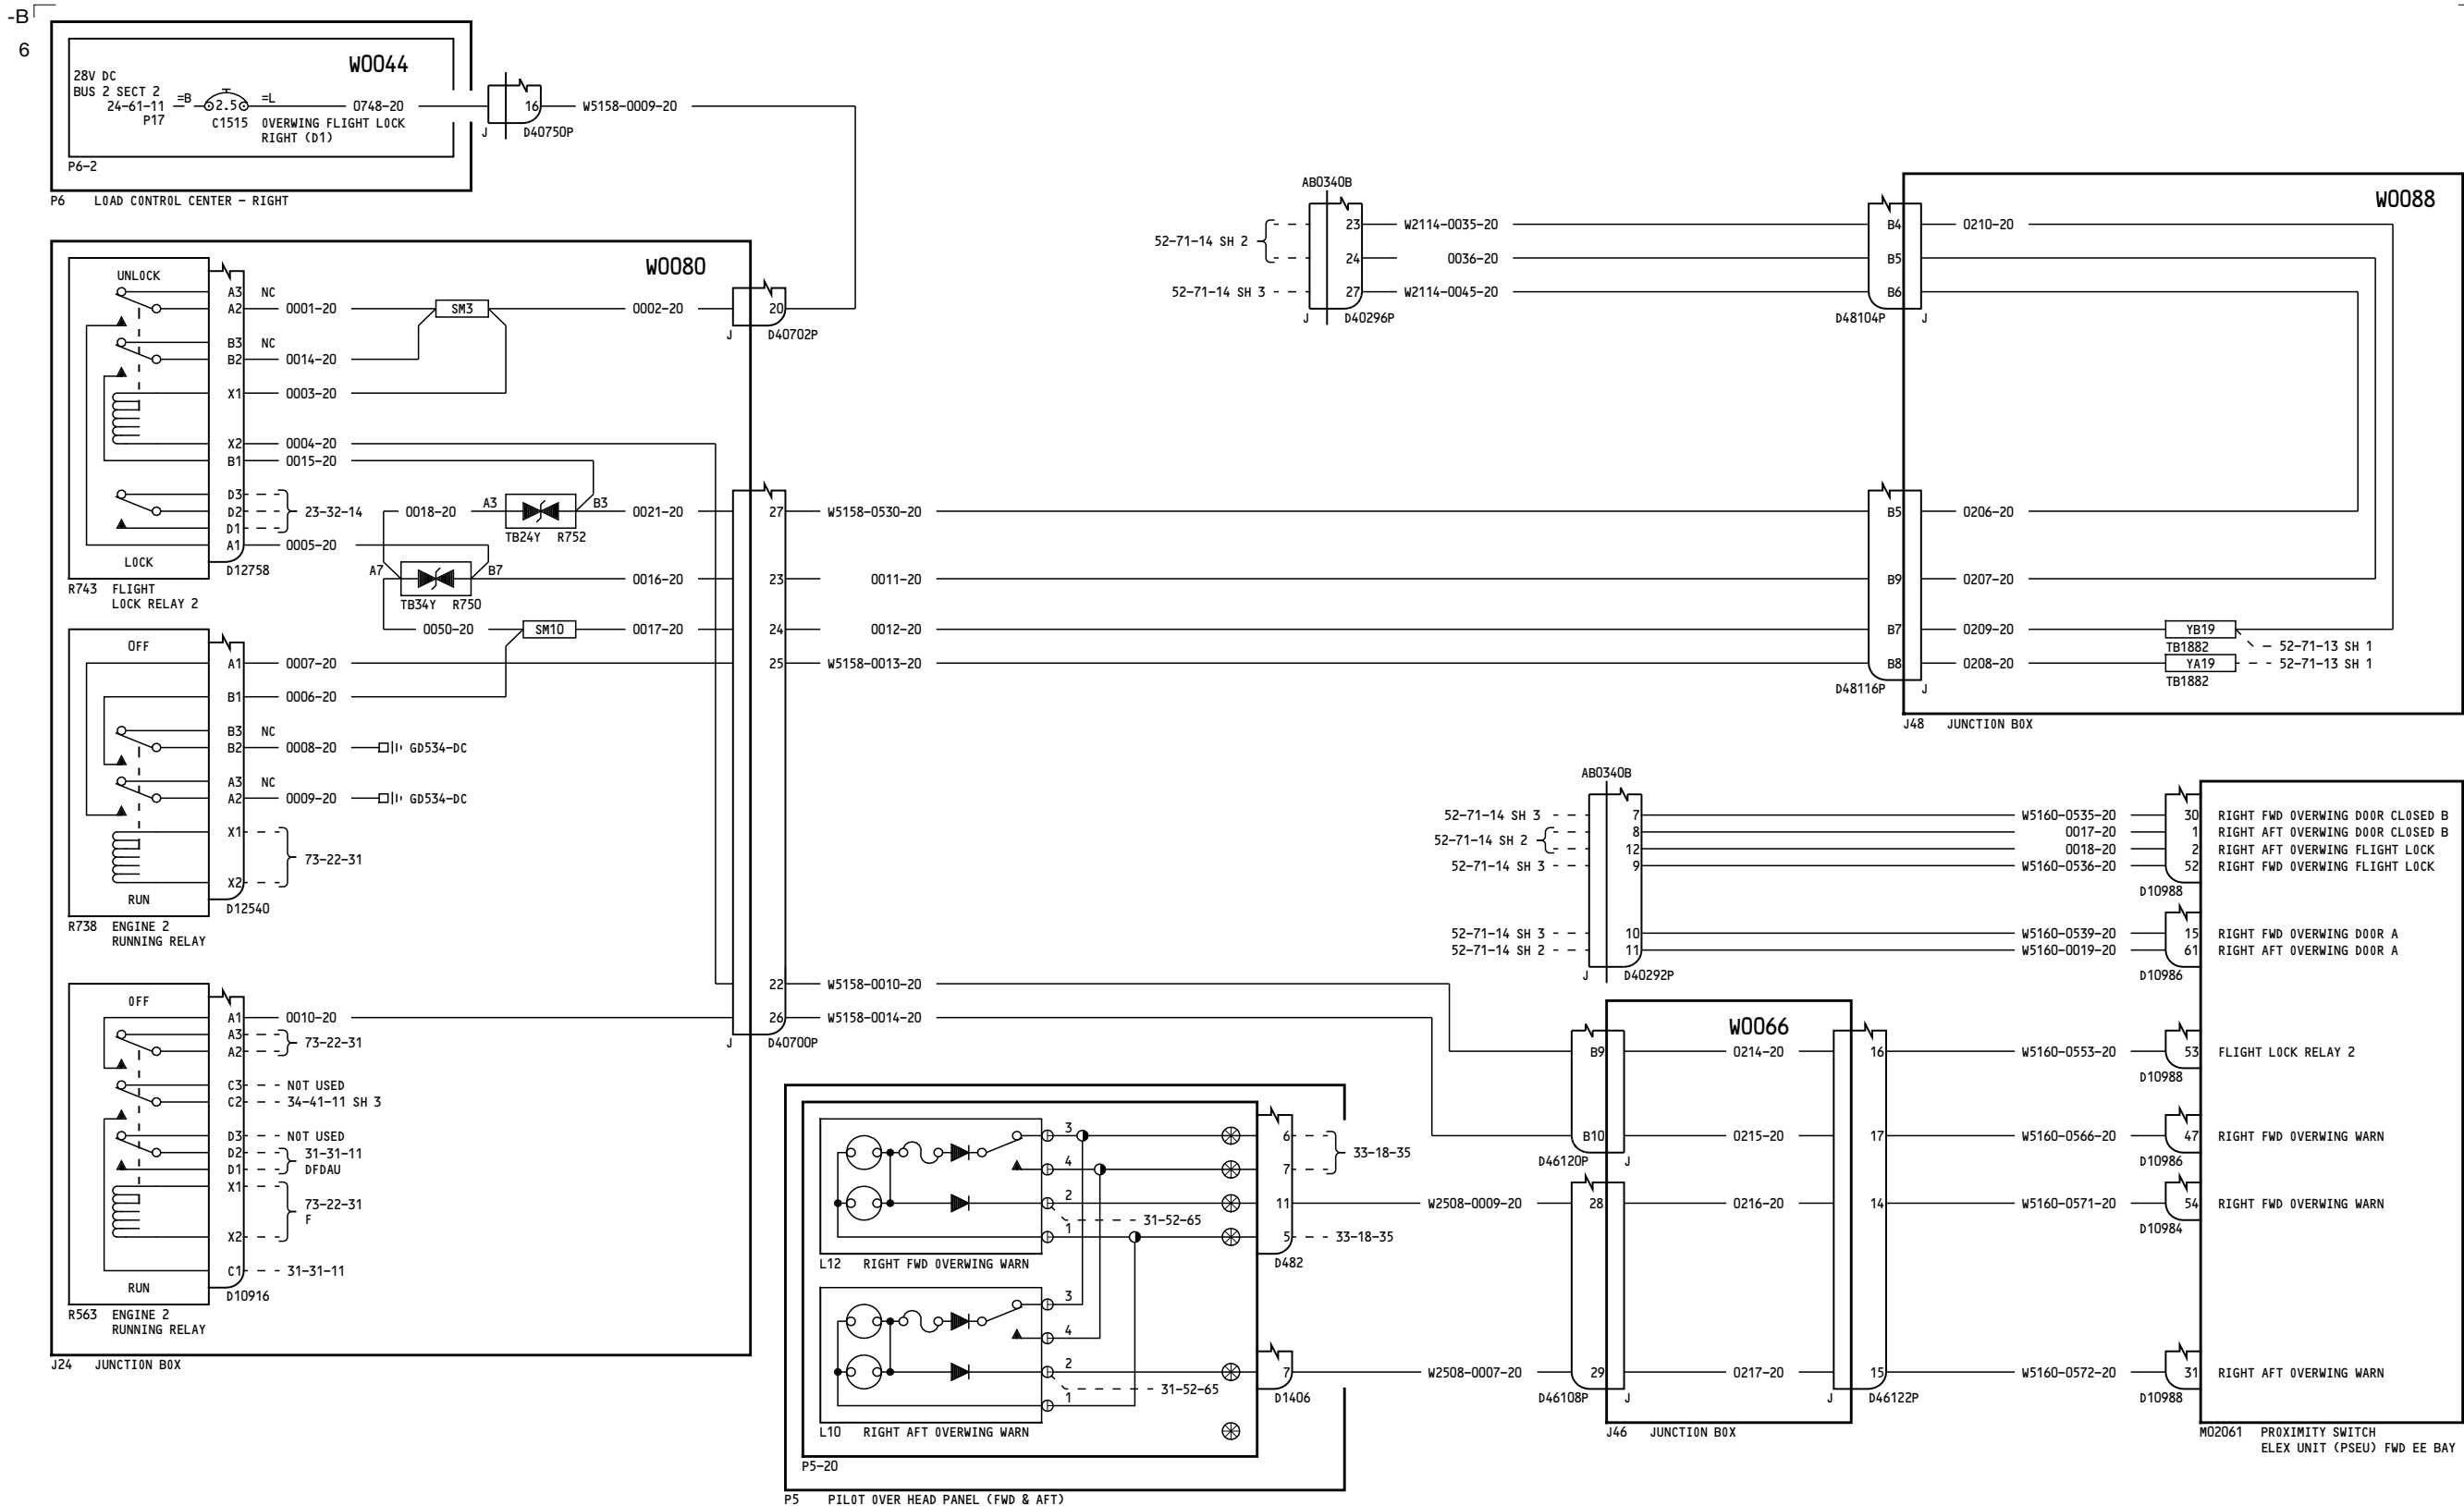 -B
6
W0044
28V DC
BUS 2 SECT 2
24-61-11
P17
=B
2.5
=L
C1515
OVERWING FLIGHT LOCK
RIGHT (D1)
0748-20
P6-2
P6 LOAD CONTROL CENTER - RIGHT
16
J
D40750P
W5158-0009-20
W0080
UNLOCK
A3 NC
A2 0001-20 SM3 0002-20 20
J D40702P
B3 NC
B2 0014-20
X1 0003-20
X2 0004-20
B1 0015-20
D3
D2 23-32-14
D1
A1 0005-20
LOCK
D12758
R743 FLIGHT
LOCK RELAY 2
0018-20 A3 B3 0021-20 27 W5158-0530-20 B5 0206-20
TB24Y R752
A7 B7 0016-20 23 0011-20 B9 0207-20
TB34Y R750
0050-20 SM10 0017-20 24 0012-20 B7 0209-20 YB19
TB1882
52-71-13 SH 1
25 W5158-0013-20 B8 0208-20 YA19 52-71-13 SH 1
TB1882
D48116P J
J48 JUNCTION BOX
OFF
A1 0007-20
B1 0006-20
B3 NC
B2 0008-20 GD534-DC
A3 NC
A2 0009-20 GD534-DC
X1
73-22-31
X2
RUN
D12540
R738 ENGINE 2
RUNNING RELAY
OFF
A1 0010-20
A3
73-22-31
A2
C3 NOT USED
C2 34-41-11 SH 3
D3 NOT USED
D2 31-31-11
D1 DFDAU
X1
73-22-31
F
X2
C1 31-31-11
RUN
D10916
R563 ENGINE 2
RUNNING RELAY
J24 JUNCTION BOX
22 W5158-0010-20
26 W5158-0014-20
J D40700P
AB0340B
52-71-14 SH 2
23 W2114-0035-20 B4 0210-20
24 0036-20 B5
52-71-14 SH 3 27 W2114-0045-20 B6
J D40296P
D48104P J
W0088
AB0340B
52-71-14 SH 3 7 W5160-0535-20 30 RIGHT FWD OVERWING DOOR CLOSED B
52-71-14 SH 2 8 0017-20 1 RIGHT AFT OVERWING DOOR CLOSED B
12 0018-20 2 RIGHT AFT OVERWING FLIGHT LOCK
52-71-14 SH 3 9 W5160-0536-20 52 RIGHT FWD OVERWING FLIGHT LOCK
D10988
52-71-14 SH 3 10 W5160-0539-20 15 RIGHT FWD OVERWING DOOR A
52-71-14 SH 2 11 W5160-0019-20 61 RIGHT AFT OVERWING DOOR A
J D40292P
D10986
W0066
B9 0214-20 16 W5160-0553-20 53 FLIGHT LOCK RELAY 2
D10988
B10 0215-20 17 W5160-0566-20 47 RIGHT FWD OVERWING WARN
D46120P J
D10986
28 0216-20 14 W5160-0571-20 54 RIGHT FWD OVERWING WARN
D10984
29 0217-20 15 W5160-0572-20 31 RIGHT AFT OVERWING WARN
D46108P J
J D46122P
D10988
J46 JUNCTION BOX
M02061 PROXIMITY SWITCH
ELEX UNIT (PSEU) FWD EE BAY
3 6
33-18-35
4 7
2 11 W2508-0009-20
31-52-65
1 5 33-18-35
D482
L12 RIGHT FWD OVERWING WARN
3
4
2 7 W2508-0007-20
31-52-65
1
D1406
L10 RIGHT AFT OVERWING WARN
P5-20
P5 PILOT OVER HEAD PANEL (FWD & AFT)